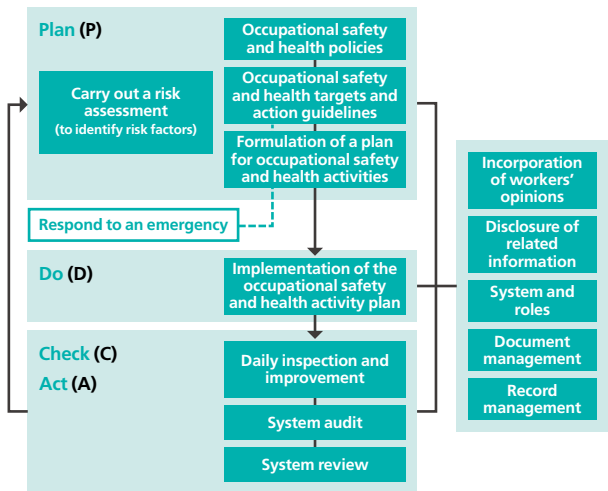 Plan (P)
Carry out a risk
assessment
(to identify risk factors)
Occupational safety
and health policies
Occupational safety
and health targets and
action guidelines
Formulation of a plan
for occupational safety
and health activities
Respond to an emergency
Do (D)
Implementation of the
occupational safety
and health activity plan
Check (C)
Act (A)
Daily inspection and
improvement
System audit
System review
Incorporation
of workers’
opinions
Disclosure of
related
information
System and
roles
Document
management
Record
management